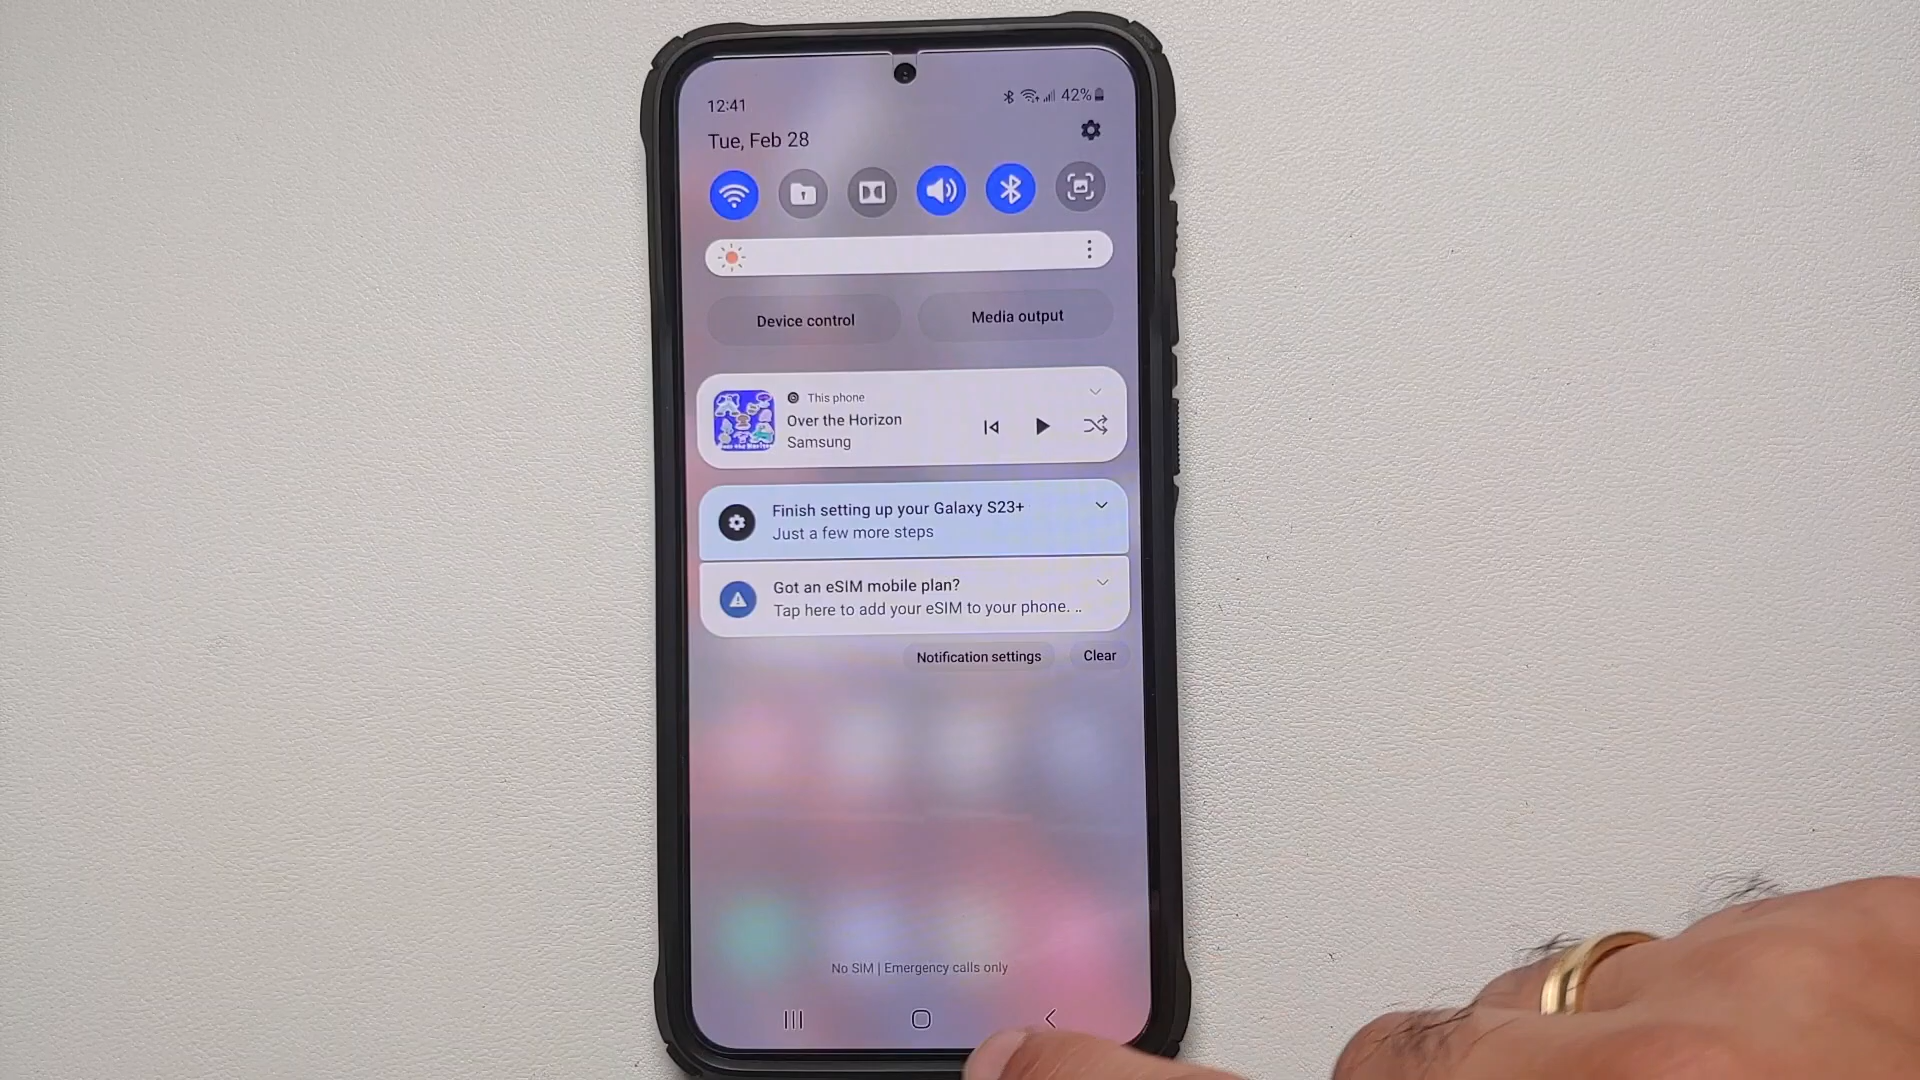 12:41
42%
Tue, Feb 28
Device control
Media output
This phone
Over the Horizon
Samsung
Finish setting up your Galaxy S23+
Just a few more steps
Got an eSIM mobile plan?
Tap here to add your eSIM to your phone. ..
Notification settings
Clear
No SIM | Emergency calls only